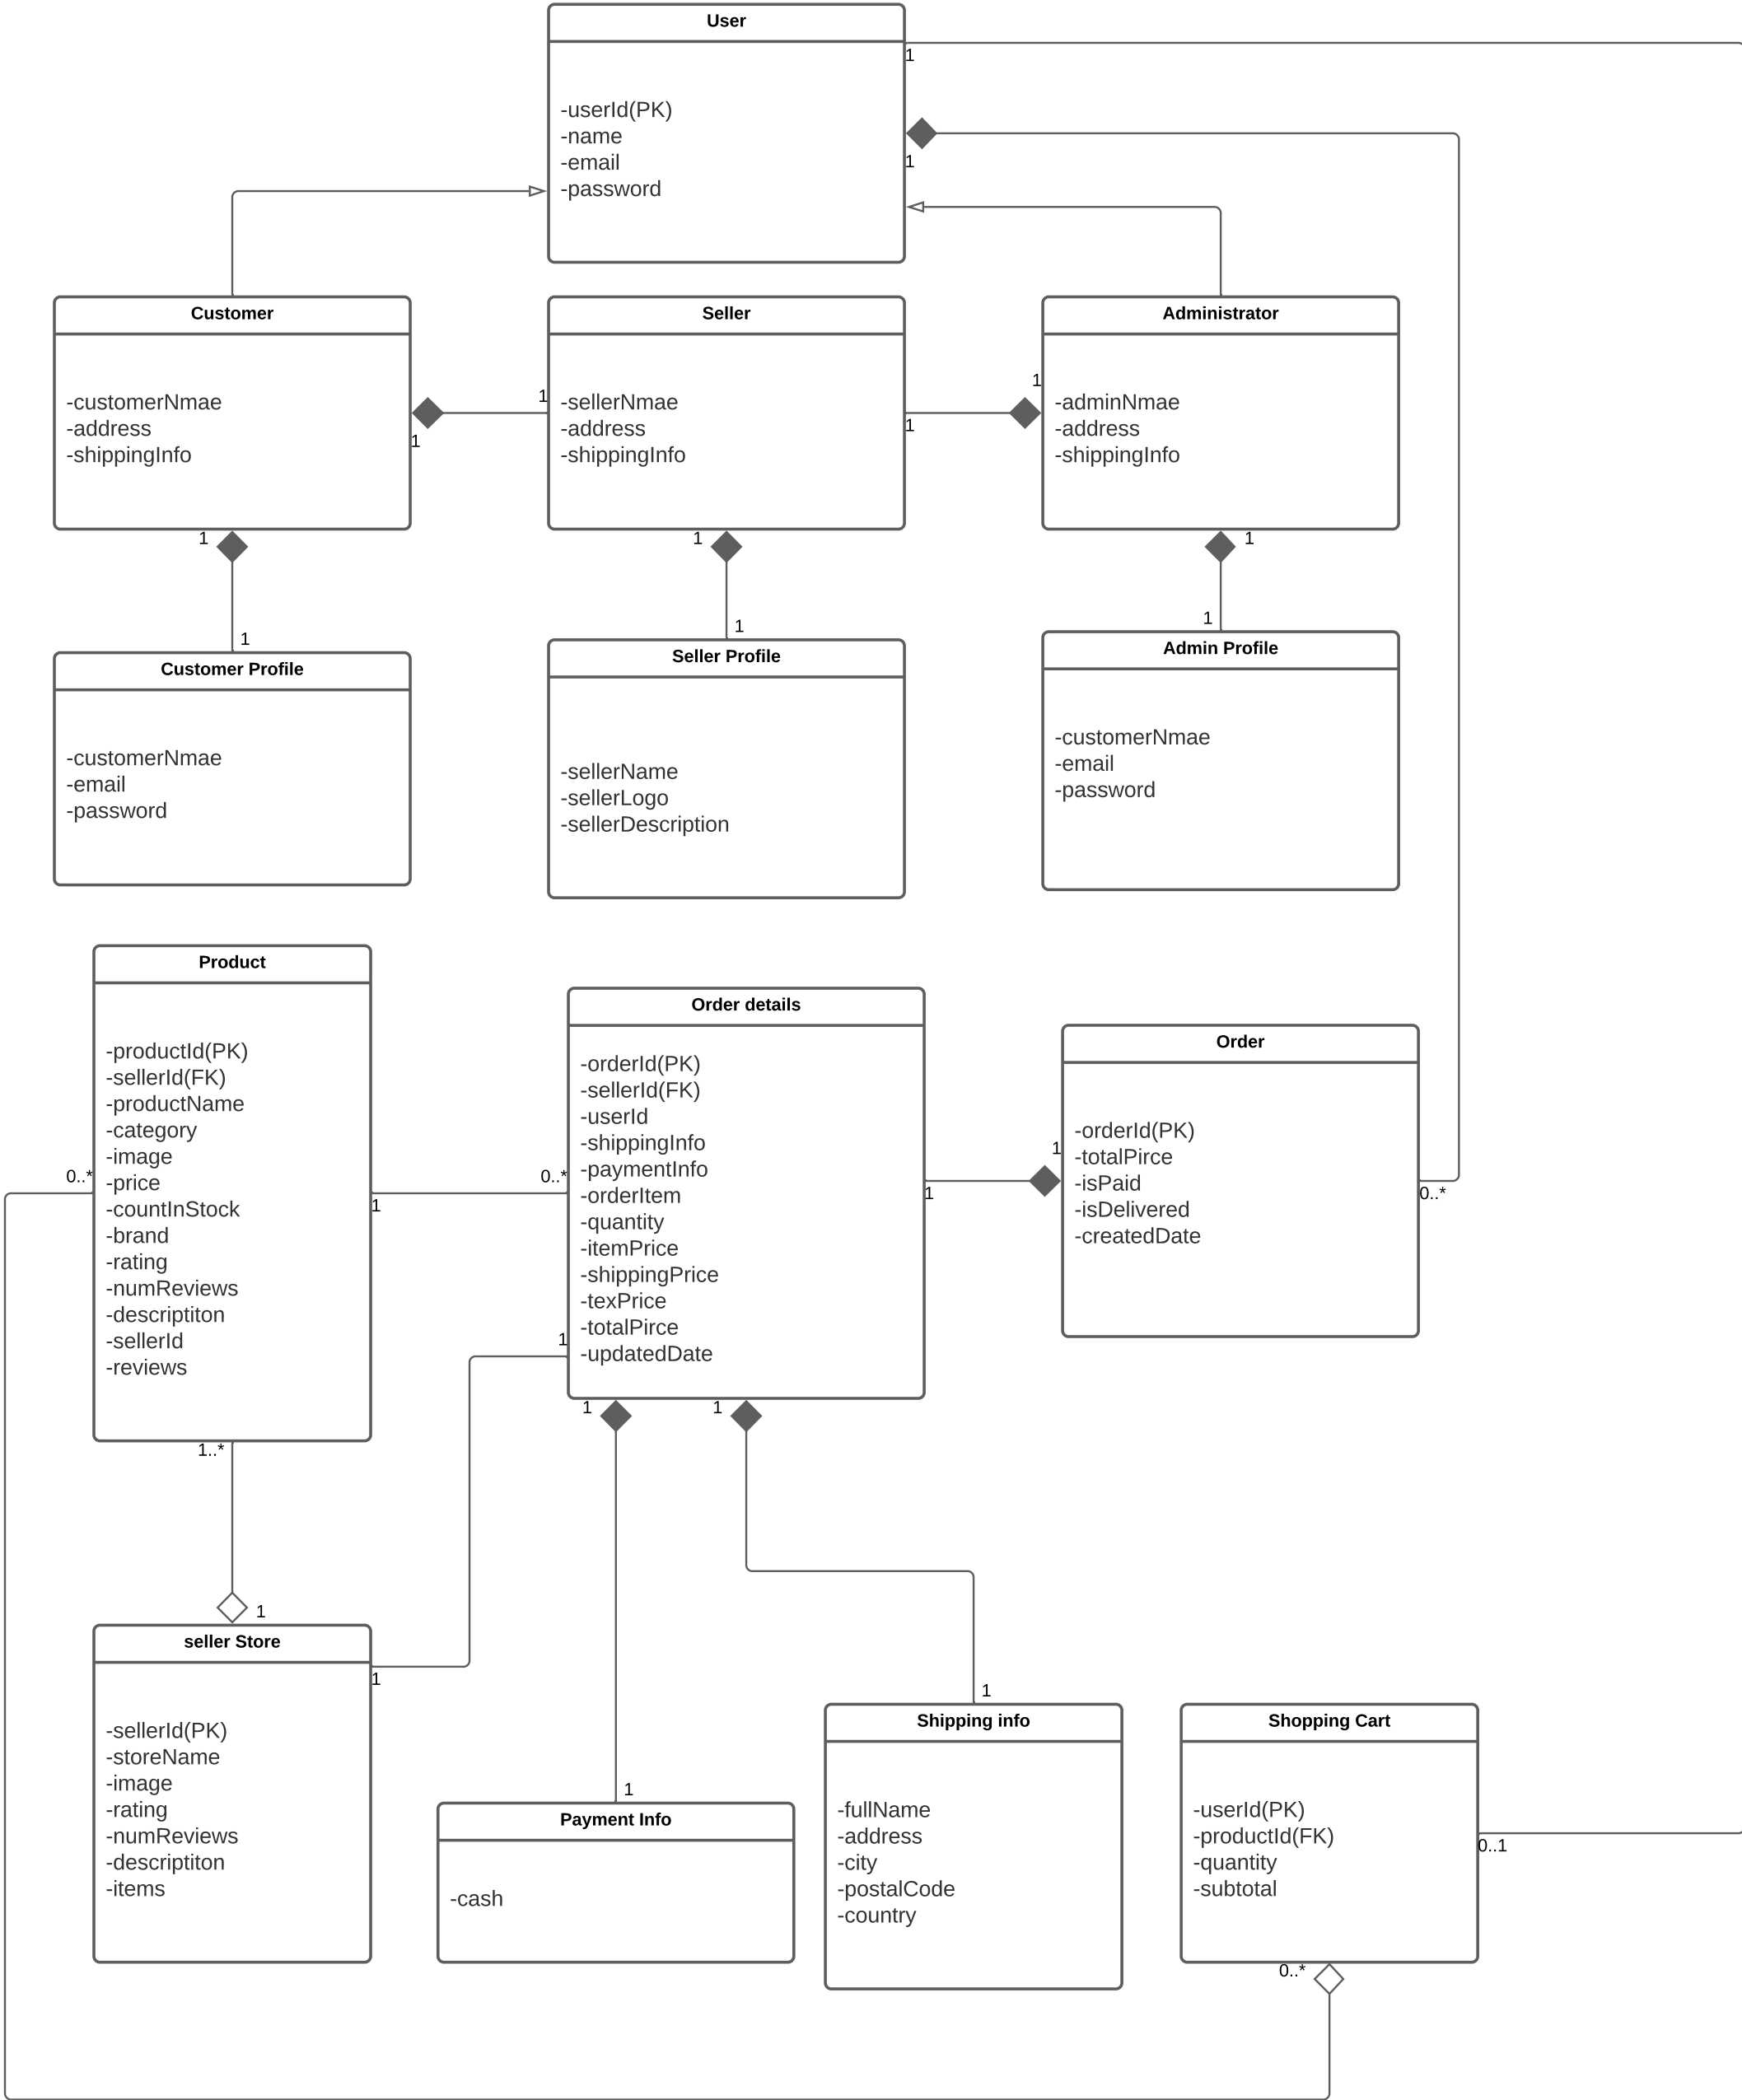 User
1
-userId(PK)
-name
-email
-password
1
Customer
-customerNmae
-address
-shippingInfo
1
1
Seller
-sellerNmae
-address
-shippingInfo
1
1
Administrator
-adminNmae
-address
-shippingInfo
1
1
1
1
1
1
Customer Profile
-customerNmae
-email
-password
Seller Profile
-sellerName
-sellerLogo
-sellerDescription
Admin Profile
-customerNmae
-email
-password
Product
-productId(PK)
-sellerId(FK)
-productName
-category
-image
-price
-countInStock
-brand
-rating
-numReviews
-descriptiton
-sellerId
-reviews
0..*
1
0..*
1..*
Order details
-orderId(PK)
-sellerId(FK)
-userId
-shippingInfo
-paymentInfo
-orderItem
-quantity
-itemPrice
-shippingPrice
-texPrice
-totalPirce
-updatedDate
1
1
1
1
1
Order
-orderId(PK)
-totalPirce
-isPaid
-isDelivered
-createdDate
0..*
1
seller Store
-sellerId(PK)
-storeName
-image
-rating
-numReviews
-descriptiton
-items
1
1
Payment Info
-cash
1
Shipping info
-fullName
-address
-city
-postalCode
-country
Shopping Cart
-userId(PK)
-productId(FK)
-quantity
-subtotal
0..1
0..*